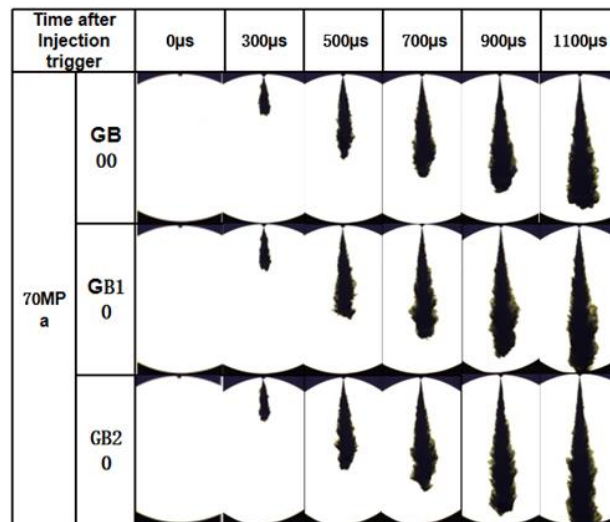 Time after
Injection
trigger
0µs
300µs
500µs
700µs
900µs
1100µs
70MP
a
GB
00
GB1
0
GB2
0